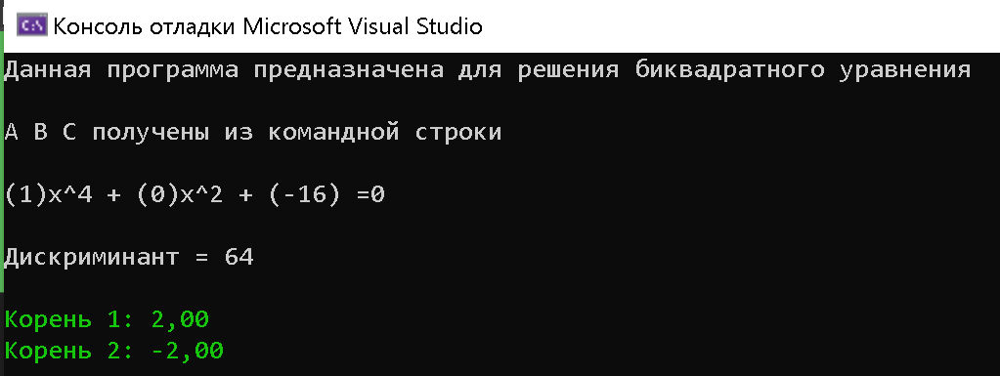 C:\ Консоль отладки Microsoft Visual Studio
Данная программа предназначена для решения биквадратного уравнения
A B C получены из командной строки
(1)x^4 + (0)x^2 + (-16) =0
Дискриминант = 64
Корень 1: 2,00
Корень 2: -2,00